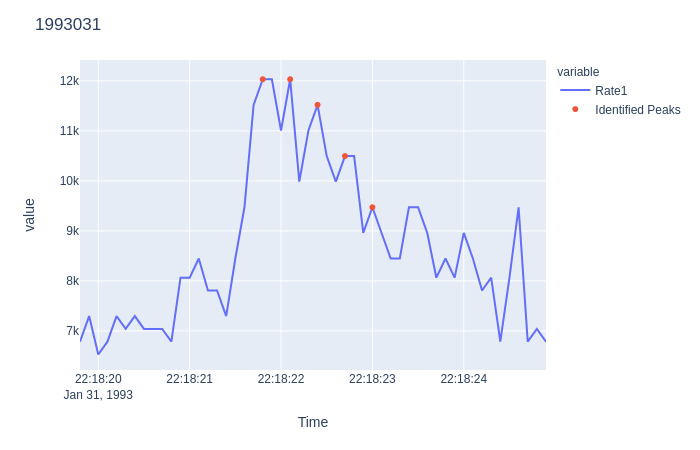 1993031
variable
Rate1
Identified Peaks
12k
11k
10k
9k
8k
7k
value
22:18:20 22:18:21 22:18:22 22:18:23 22:18:24
Jan 31, 1993
Time